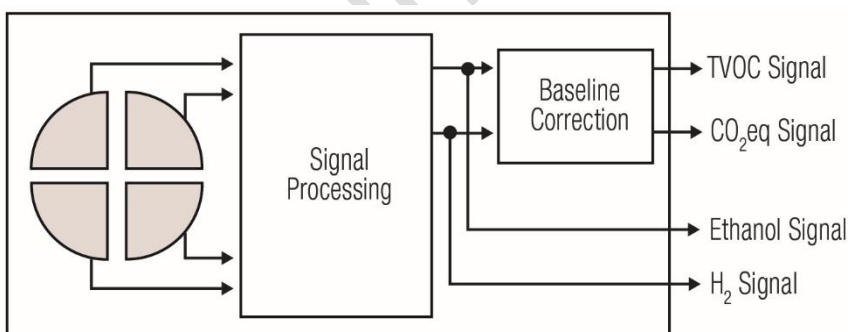 Signal
Processing
Baseline
Correction
TVOC Signal
CO₂eq Signal
Ethanol Signal
H₂ Signal